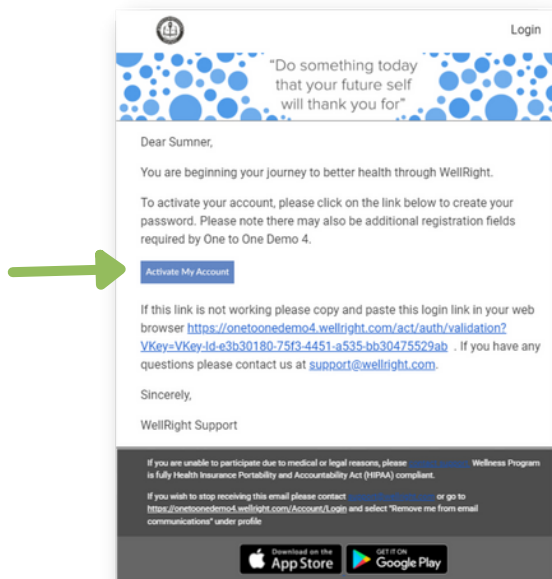 Login
"Do something today
that your future self
will thank you for"
Dear Sumner,
You are beginning your journey to better health through WellRight.
To activate your account, please click on the link below to create your
password. Please note there may also be additional registration fields
required by One to One Demo 4.
Activate My Account
If this link is not working please copy and paste this login link in your web
browser https://onetoonedemo4.wellright.com/act/auth/validation?
VKey=VKey-Id-e3b30180-75f3-4451-a535-bb30475529ab . If you have any
questions please contact us at support@wellright.com.
Sincerely,
WellRight Support
If you are unable to participate due to medical or legal reasons, please Wellness Program
is fully Health Insurance Portability and Accountability Act (HIPAA) compliant.
If you wish to stop receiving this email please contact or go to
https://onetoonedemo4.wellright.com/Account/Login and select "Remove me from email
communications" under profile
Download on the
App Store
GET IT ON
Google Play